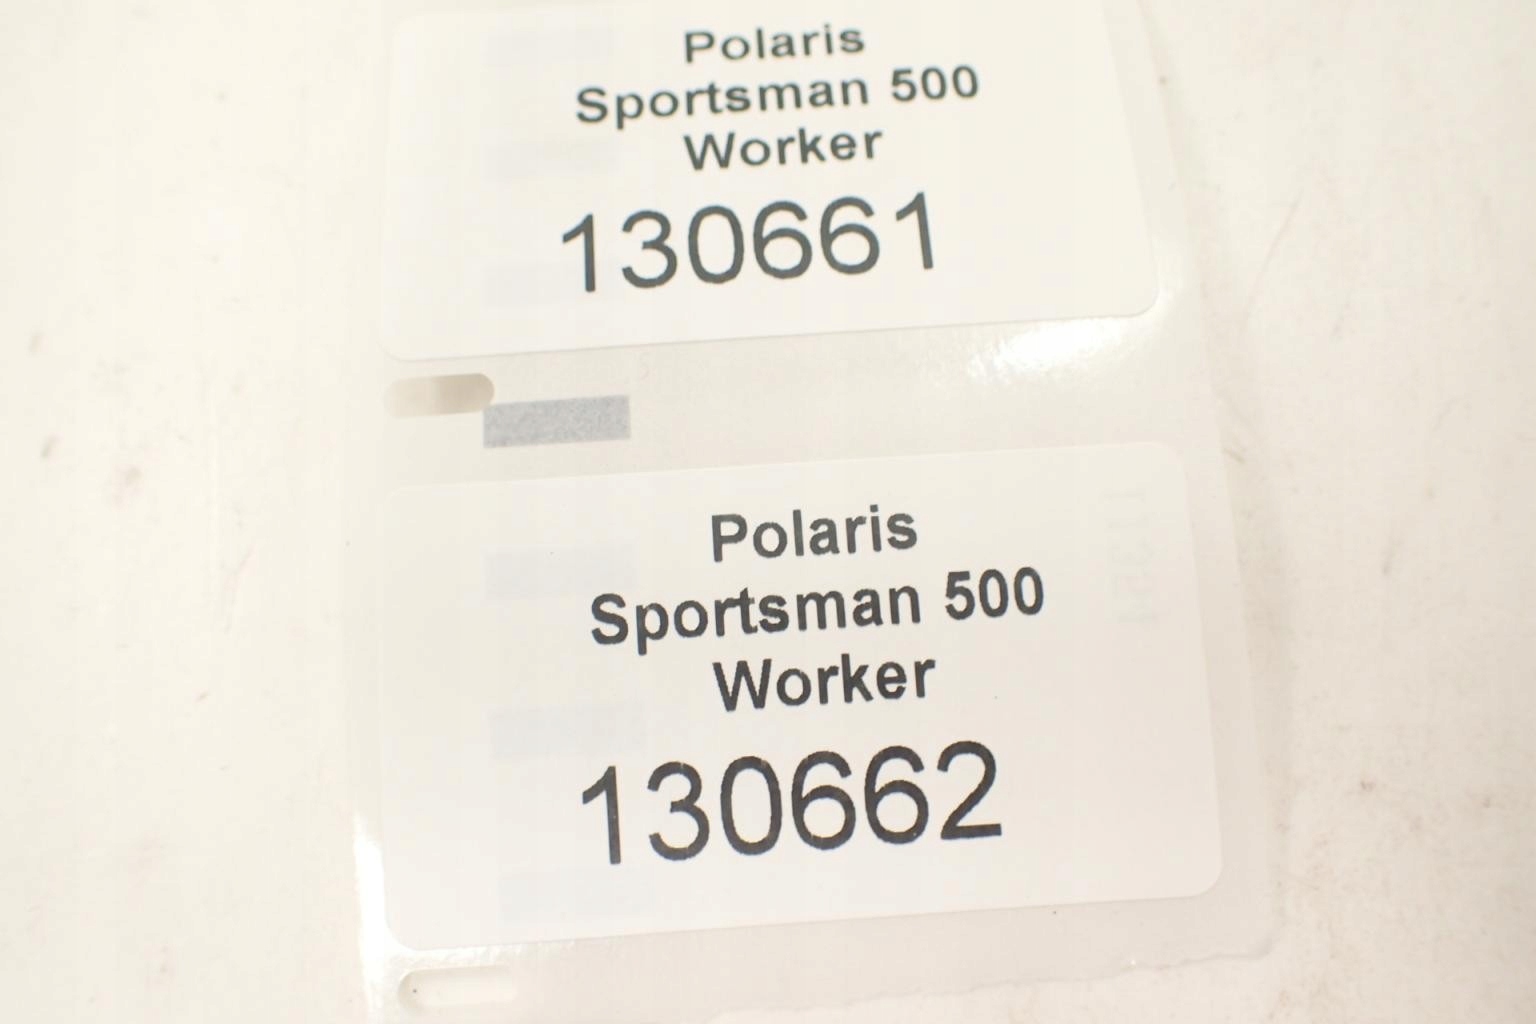 Polaris
Sportsman 500
Worker
130661
Polaris
Sportsman 500
Worker
130662